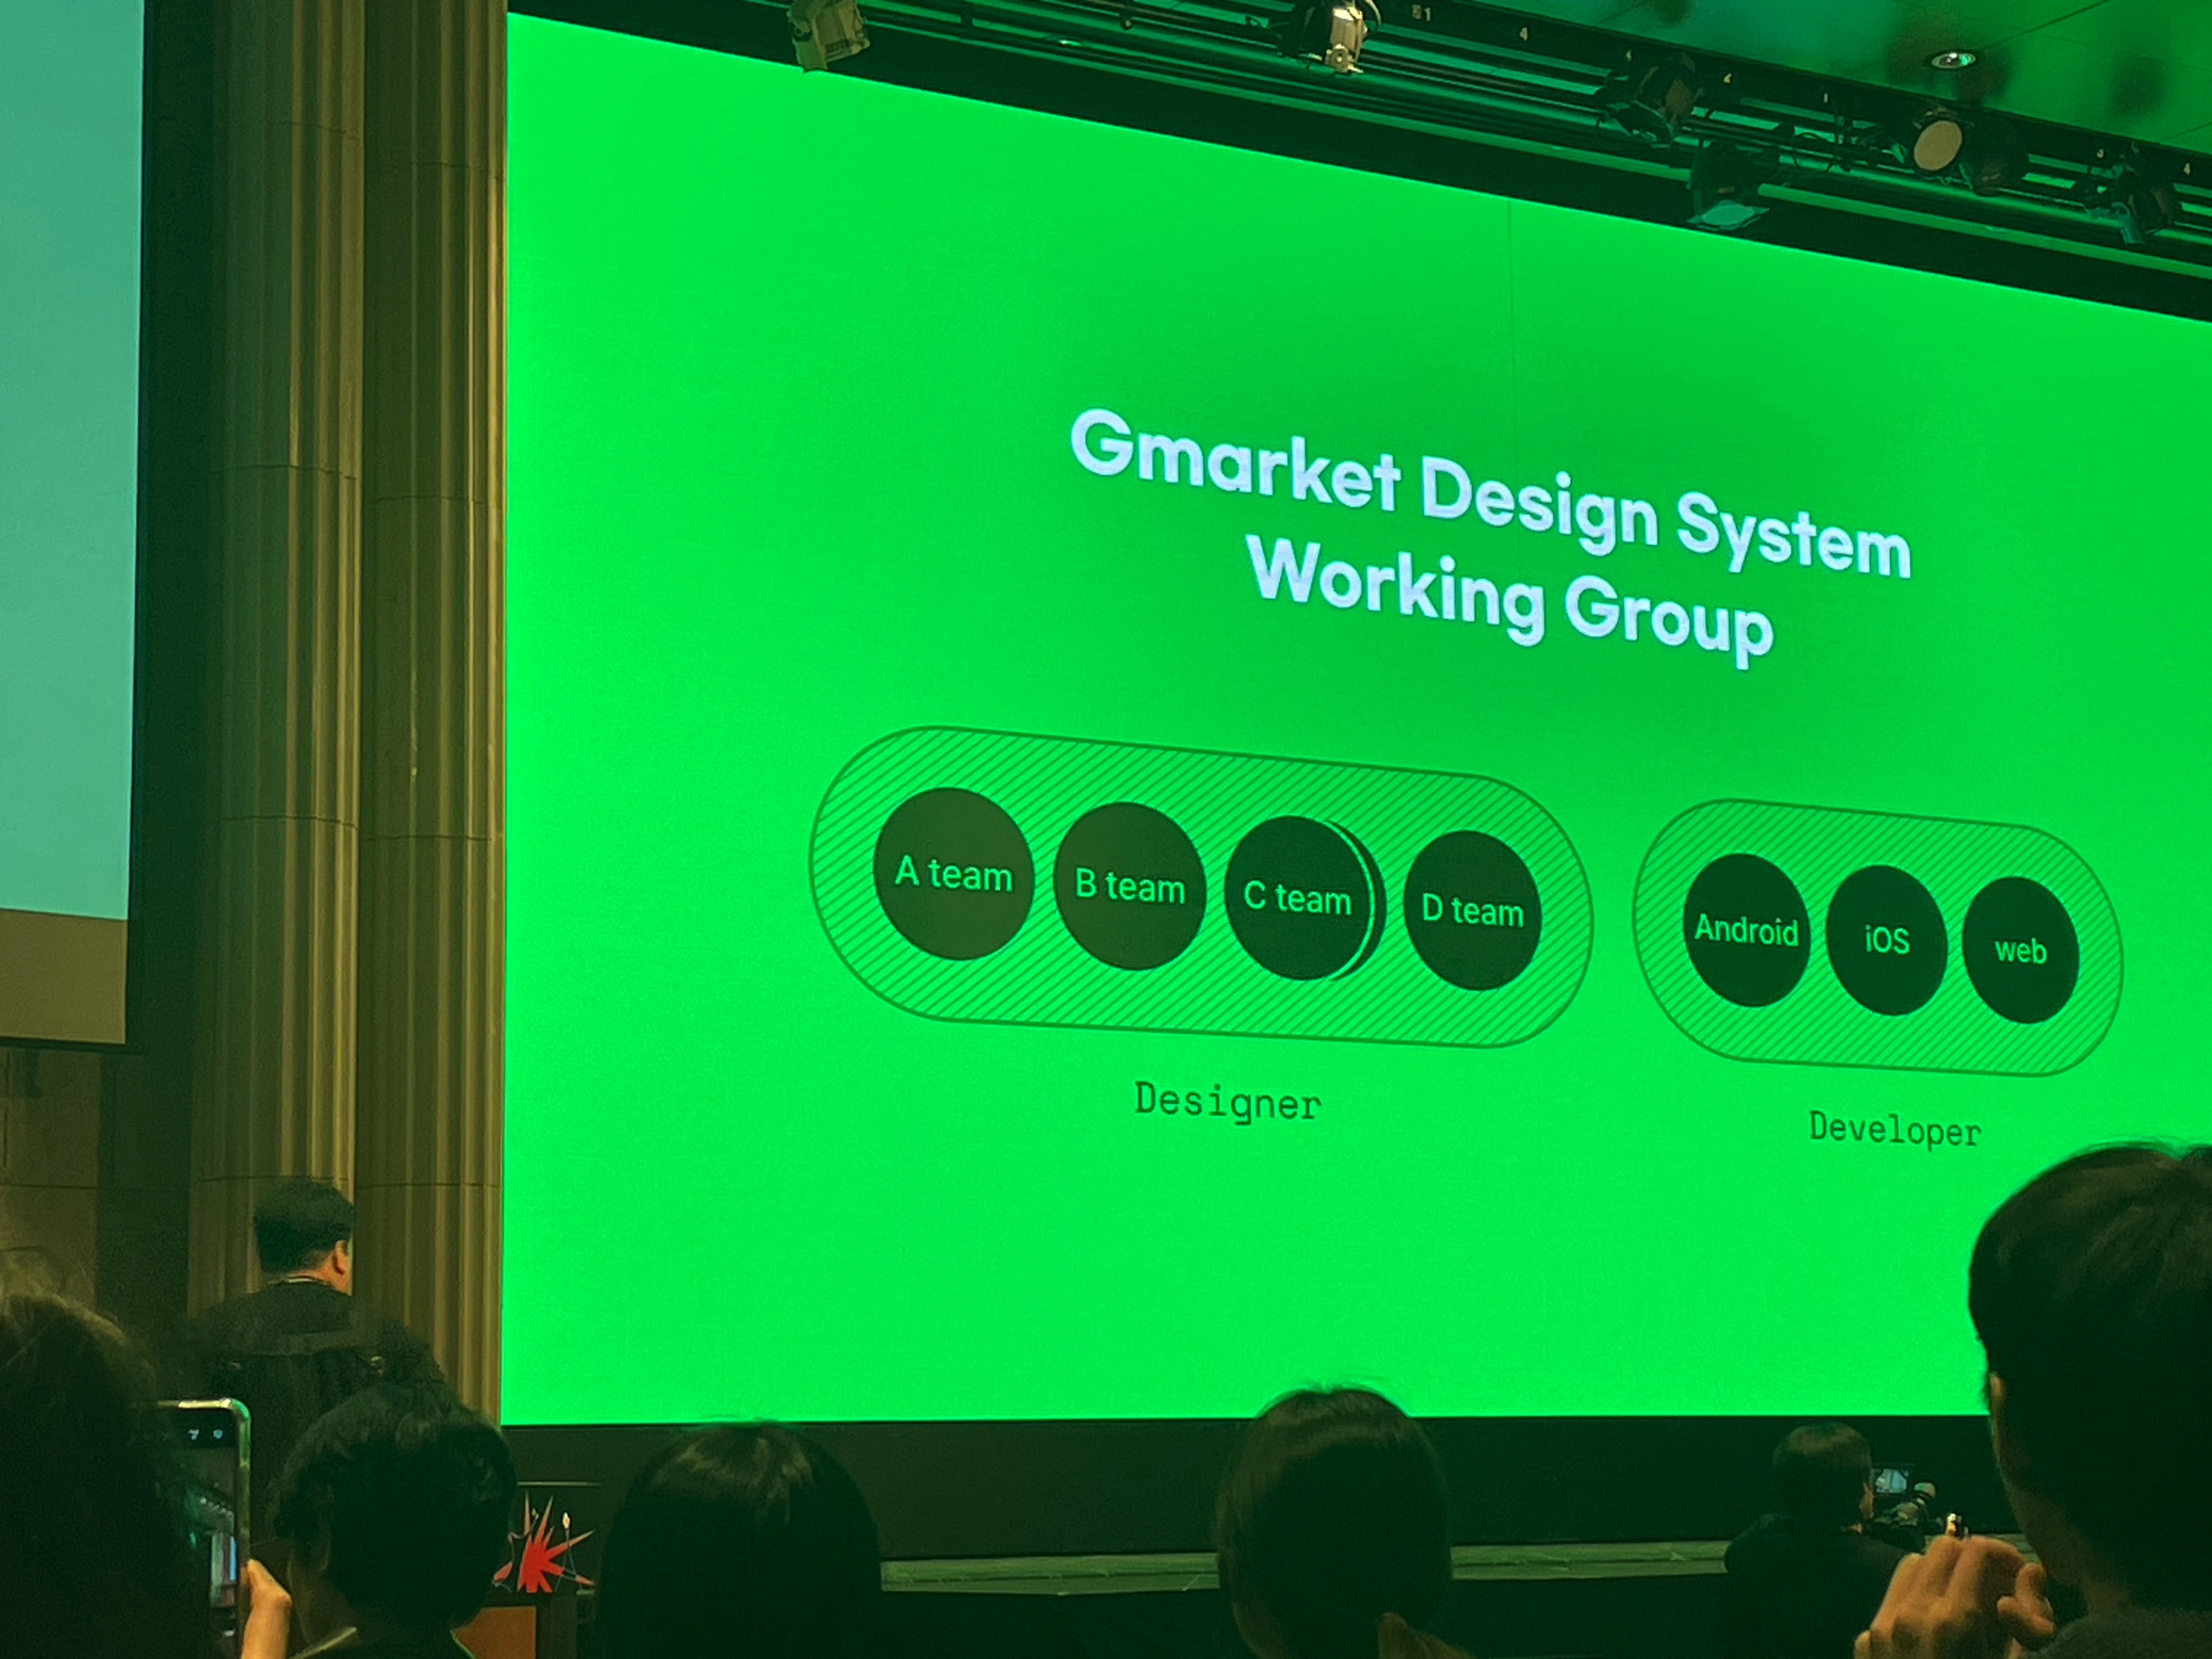 Gmarket Design System
Working Group
A team
B team
C team
D team
Android
iOS
web
Designer
Developer